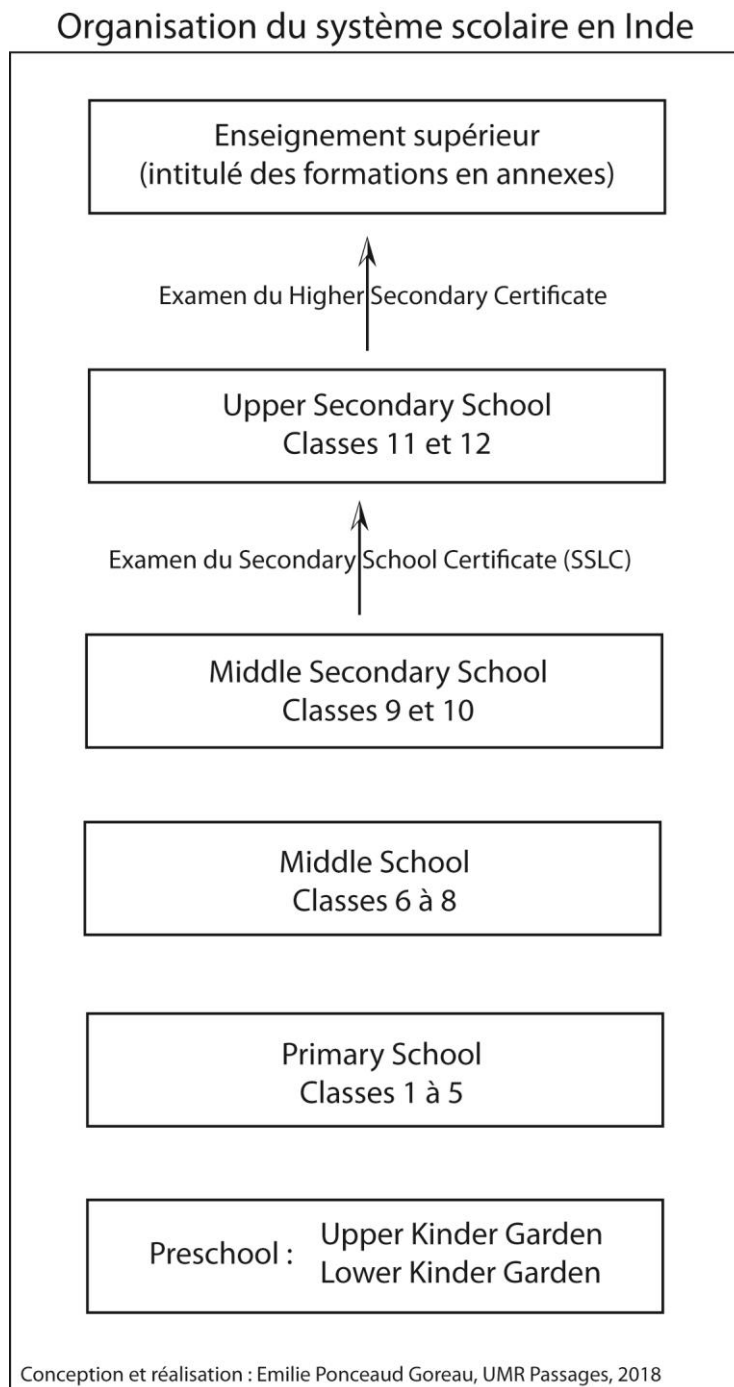 Organisation du système scolaire en Inde
Enseignement supérieur
(intitulé des formations en annexes)
Examen du Higher Secondary Certificate
Upper Secondary School
Classes 11 et 12
Examen du Secondary School Certificate (SSLC)
Middle Secondary School
Classes 9 et 10
Middle School
Classes 6 à 8
Primary School
Classes 1 à 5
Preschool :
Upper Kinder Garden
Lower Kinder Garden
Conception et réalisation : Emilie Ponceaud Goreau, UMR Passages, 2018